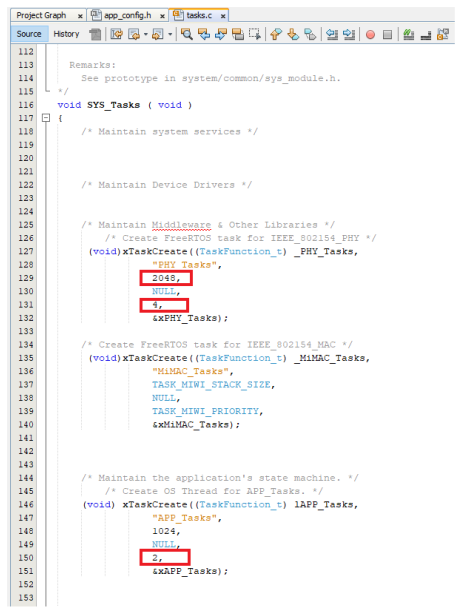 Project Graph x app_config.h x tasks.c x
Source History
112
113 Remarks:
114 See prototype in system/common/sys_module.h.
115 */
116 void SYS_Tasks ( void )
117 {
118 /* Maintain system services */
119
120
121
122 /* Maintain Device Drivers */
123
124
125 /* Maintain Middleware & Other Libraries */
126 /* Create FreeRTOS task for IEEE_802154_PHY */
127 (void)xTaskCreate((TaskFunction_t) _PHY_Tasks,
128 "PHY_Tasks",
129 2048,
130 NULL,
131 4,
132 &xPHY_Tasks);
133
134 /* Create FreeRTOS task for IEEE_802154_MAC */
135 (void)xTaskCreate((TaskFunction_t) _MiMAC_Tasks,
136 "MiMAC_Tasks",
137 TASK_MIWI_STACK_SIZE,
138 NULL,
139 TASK_MIWI_PRIORITY,
140 &xMiMAC_Tasks);
141
142
143
144 /* Maintain the application's state machine. */
145 /* Create OS Thread for APP_Tasks. */
146 (void) xTaskCreate((TaskFunction_t) lAPP_Tasks,
147 "APP_Tasks",
148 1024,
149 NULL,
150 2,
151 &xAPP_Tasks);
152
153